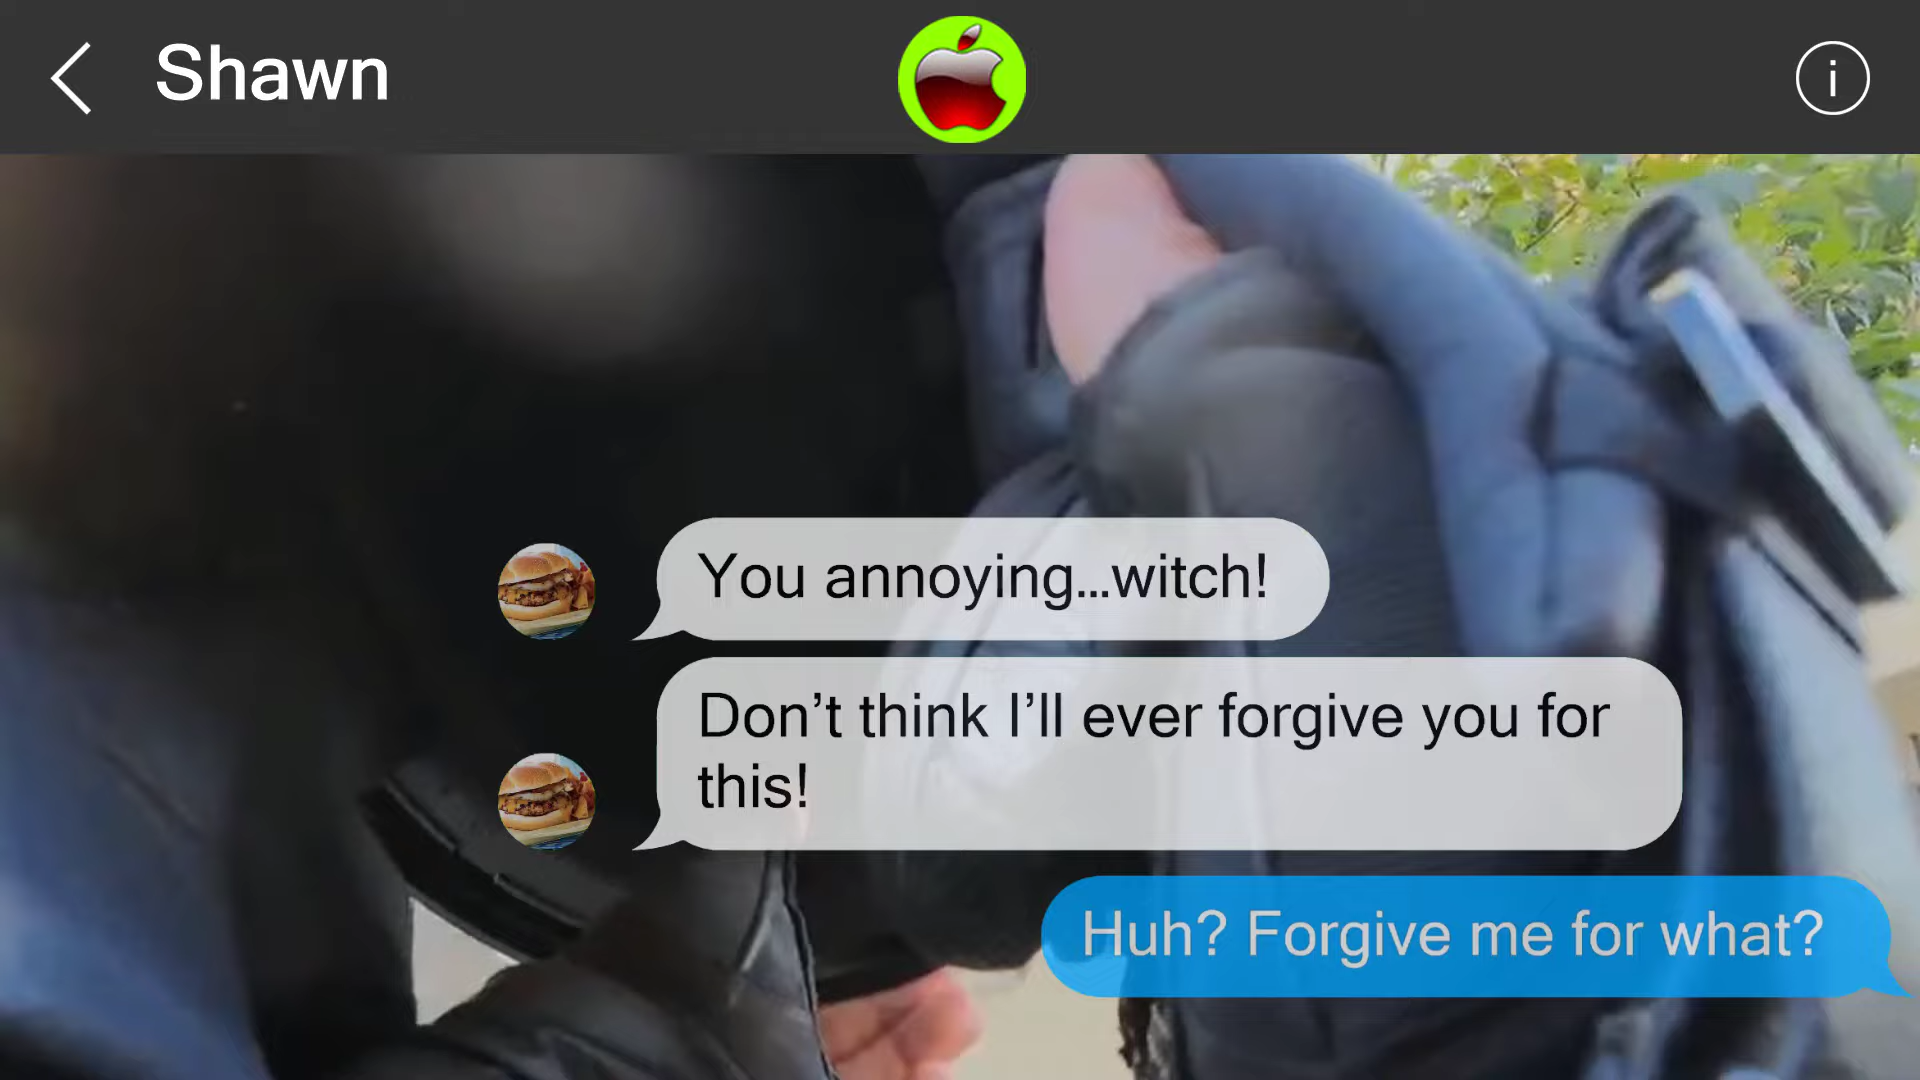 Shawn
i
You annoying...witch!
Don’t think I’ll ever forgive you for
this!
Huh? Forgive me for what?